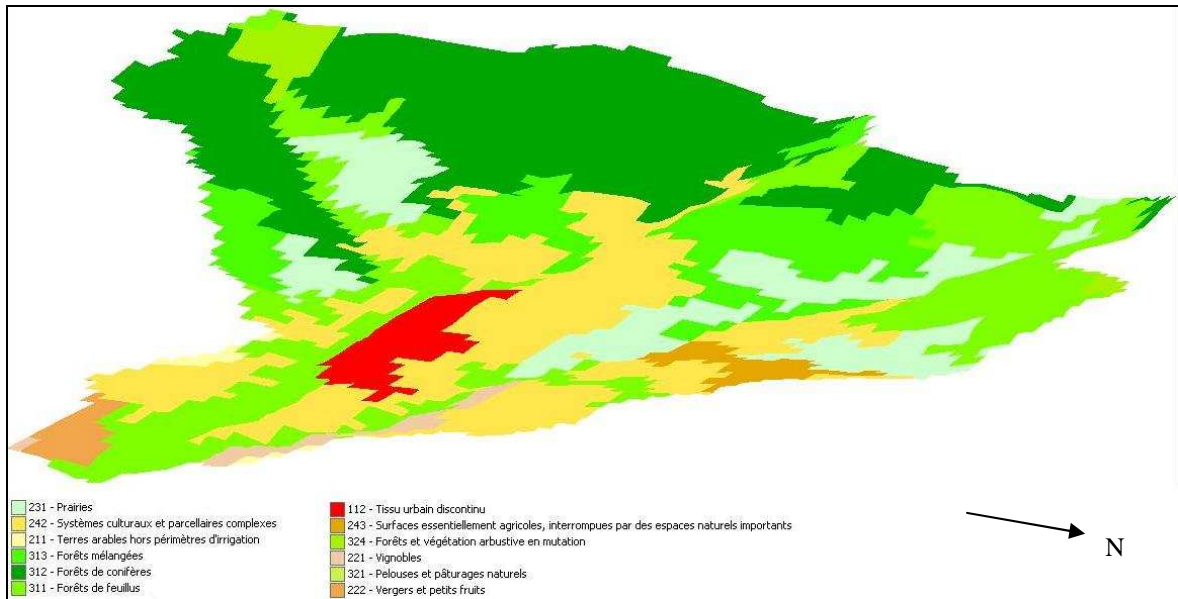 231 - Prairies
242 - Systèmes culturaux et parcellaires complexes
211 - Terres arables hors périmètres d'irrigation
313 - Forêts mélangées
312 - Forêts de conifères
311 - Forêts de feuillus
112 - Tissu urbain discontinu
243 - Surfaces essentiellement agricoles, interrompues par des espaces naturels importants
324 - Forêts et végétation arbustive en mutation
221 - Vignobles
321 - Pelouses et pâturages naturels
222 - Vergers et petits fruits
N